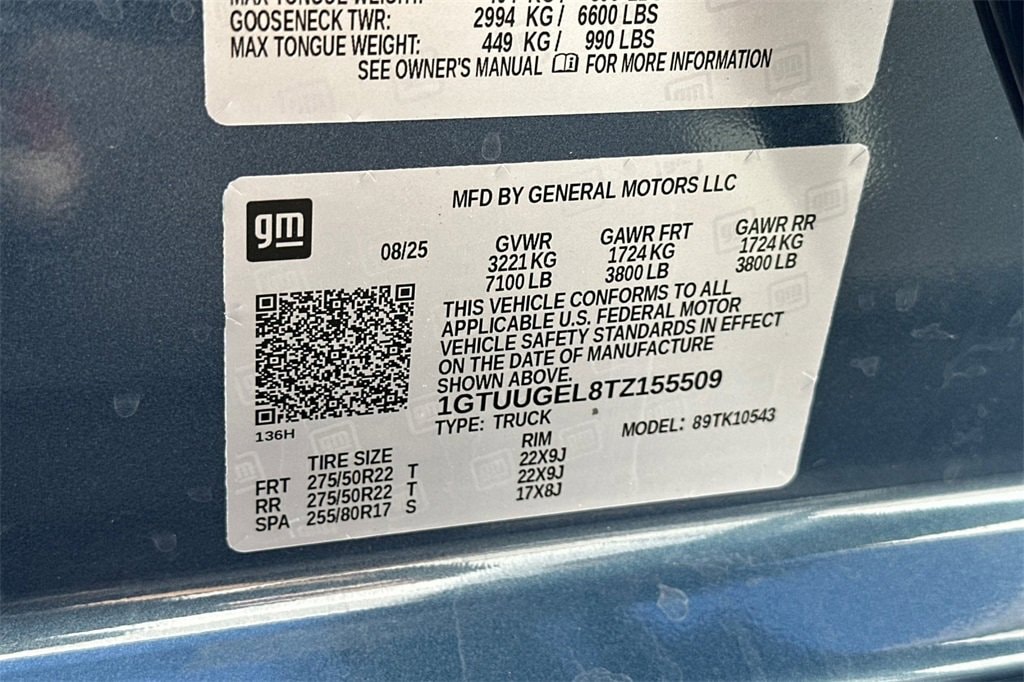 MAX TONGUE WEIGHT:
GOOSENECK TWR: 2994 KG / 6600 LBS
MAX TONGUE WEIGHT: 449 KG / 990 LBS
SEE OWNER'S MANUAL FOR MORE INFORMATION
gm
MFD BY GENERAL MOTORS LLC
08/25
GVWR GAWR FRT GAWR RR
3221 KG 1724 KG 1724 KG
7100 LB 3800 LB 3800 LB
THIS VEHICLE CONFORMS TO ALL
APPLICABLE U.S. FEDERAL MOTOR
VEHICLE SAFETY STANDARDS IN EFFECT
ON THE DATE OF MANUFACTURE
SHOWN ABOVE.
1GTUUGEL8TZ155509
TYPE: TRUCK MODEL: 89TK10543
136H
TIRE SIZE RIM
FRT 275/50R22 T 22X9J
RR 275/50R22 T 22X9J
SPA 255/80R17 S 17X8J